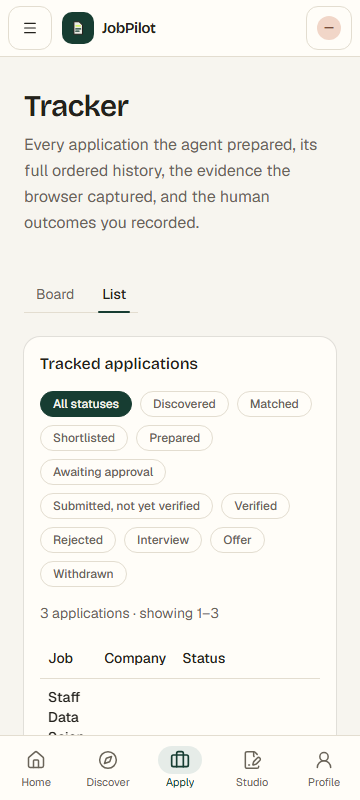 JobPilot
Tracker
Every application the agent prepared, its
full ordered history, the evidence the
browser captured, and the human
outcomes you recorded.
Board List
Tracked applications
All statuses Discovered Matched
Shortlisted Prepared
Awaiting approval
Submitted, not yet verified Verified
Rejected Interview Offer
Withdrawn
3 applications · showing 1–3
Job Company Status
Staff
Data
Home Discover Apply Studio Profile